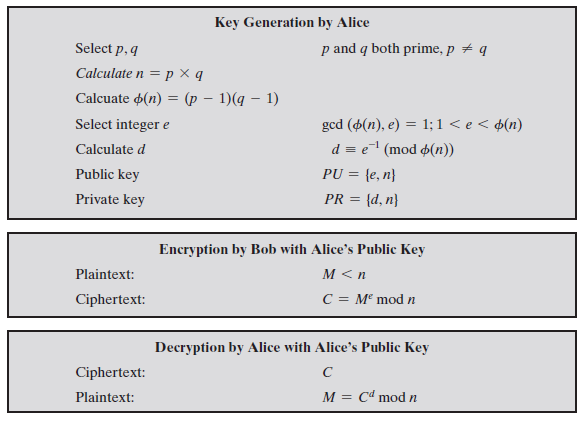 Key Generation by Alice
Select p, q p and q both prime, p ≠ q
Calculate n = p × q
Calcuate ϕ(n) = (p − 1)(q − 1)
Select integer e gcd (ϕ(n), e) = 1; 1 < e < ϕ(n)
Calculate d d ≡ e⁻¹ (mod ϕ(n))
Public key PU = {e, n}
Private key PR = {d, n}
Encryption by Bob with Alice's Public Key
Plaintext: M < n
Ciphertext: C = Mᵉ mod n
Decryption by Alice with Alice's Public Key
Ciphertext: C
Plaintext: M = Cᵈ mod n